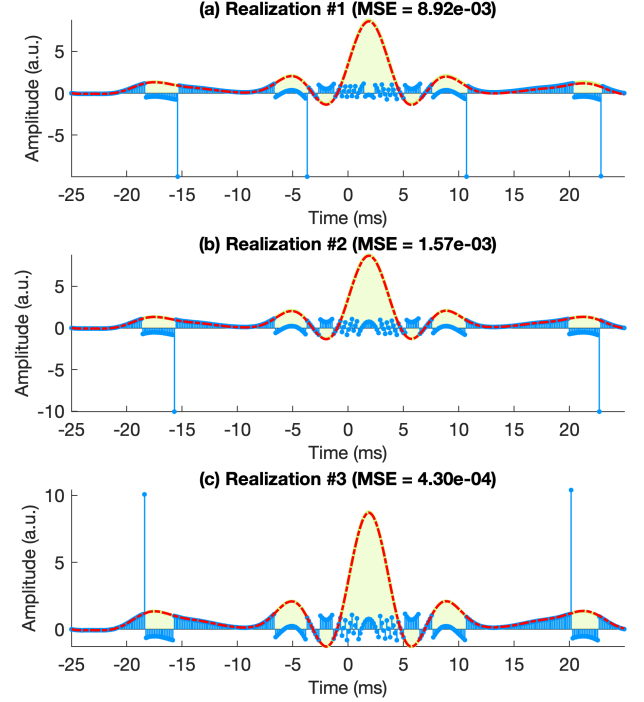 (a) Realization #1 (MSE = 8.92e-03)
Amplitude (a.u.)
5
0
-5
-25 -20 -15 -10 -5 0 5 10 15 20
Time (ms)
(b) Realization #2 (MSE = 1.57e-03)
Amplitude (a.u.)
5
0
-5
-10
-25 -20 -15 -10 -5 0 5 10 15 20
Time (ms)
(c) Realization #3 (MSE = 4.30e-04)
Amplitude (a.u.)
10
5
0
-25 -20 -15 -10 -5 0 5 10 15 20
Time (ms)